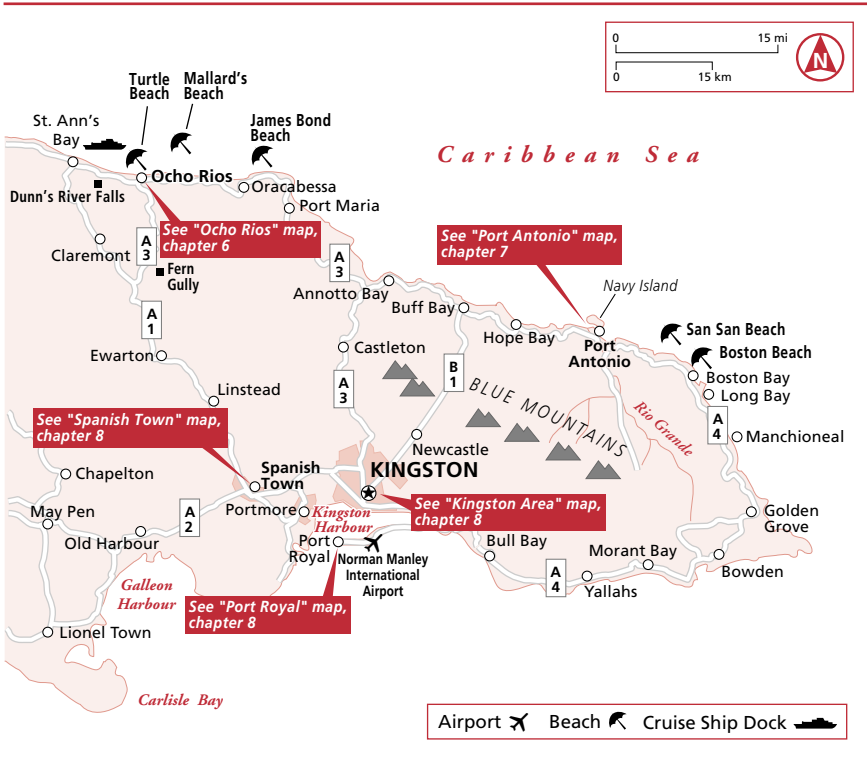 0 15 mi
0 15 km
N
Turtle
Beach
Mallard's
Beach
St. Ann's
Bay
James Bond
Beach
Caribbean Sea
Ocho Rios
Oracabessa
Dunn's River Falls
Port Maria
See "Ocho Rios" map,
chapter 6
See "Port Antonio" map,
chapter 7
Claremont
A
3
Fern
Gully
A
3
Annotto Bay
Buff Bay
Navy Island
Hope Bay
Port
Antonio
San San Beach
Boston Beach
A
1
Ewarton
Castleton
B
1
Boston Bay
Long Bay
Linstead
A
3
BLUE MOUNTAINS
Rio Grande
A
4
Manchioneal
See "Spanish Town" map,
chapter 8
Newcastle
KINGSTON
Spanish
Town
Chapelton
See "Kingston Area" map,
chapter 8
May Pen
A
2
Portmore
Kingston
Harbour
Golden
Grove
Old Harbour
Port
Royal
Norman Manley
International
Airport
Bull Bay
Morant Bay
Bowden
A
4
Yallahs
Galleon
Harbour
See "Port Royal" map,
chapter 8
Lionel Town
Carlisle Bay
Airport Beach Cruise Ship Dock